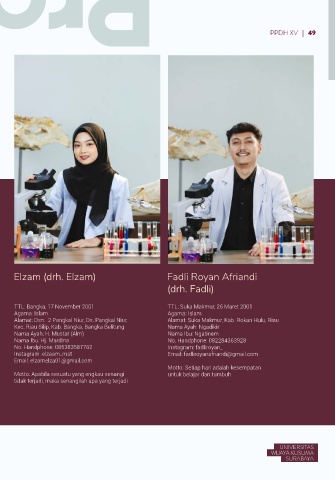 PPDH XV | 49
Elzam (drh. Elzam)
TTL: Bangka, 17 November 2001
Agama: Islam
Alamat: Dsn. 2 Pangkal Niur, Ds. Pangkal Niur,
Kec. Riau Silip, Kab. Bangka, Bangka Belitung
Nama Ayah: H. Mustar (Alm)
Nama Ibu: Hj. Mardina
No. Handphone:
Instagram: elzaam_mst
Email: elzamelza01@gmail.com
Motto: Apabila sesuatu yang engkau senangi
tidak terjadi, maka senangilah apa yang terjadi
Fadli Royan Afriandi
(drh. Fadli)
TTL: Suka Makmur, 26 Maret 2001
Agama: Islam
Alamat: Suka Makmur, Kab. Rokan Hulu, Riau
Nama Ayah: Ngadikir
Nama Ibu: Ngatinem
No. Handphone: 082284363928
Instagram: fadliroyan_
Email: fadliroyanafriandi@gmail.com
Motto: Setiap hari adalah kesempatan
untuk belajar dan tumbuh
UNIVERSITAS
WIJAYA KUSUMA
SURABAYA